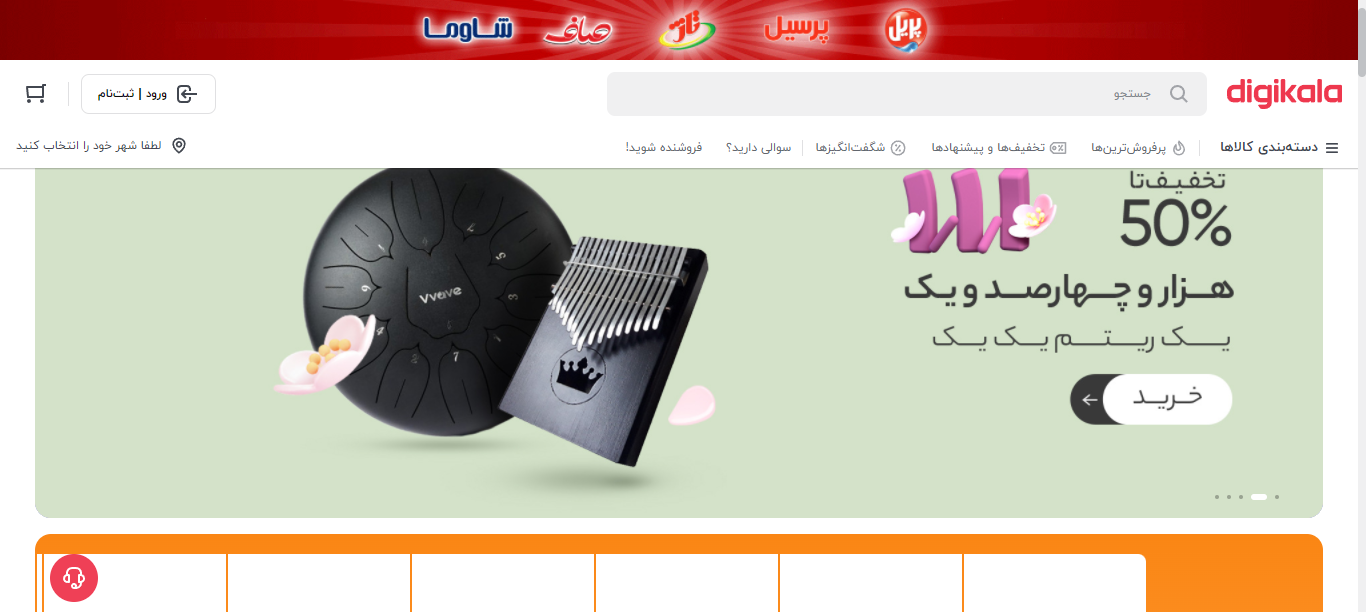 پریل پرسیل تاژ صاف شاوما
digikala
جستجو
ورود | ثبت‌نام
دسته‌بندی کالاها
پرفروش‌ترین‌ها
تخفیف‌ها و پیشنهادها
شگفت‌انگیزها
سوالی دارید؟
فروشنده شوید!
لطفا شهر خود را انتخاب کنید
تخفیف‌تا
50%
هزار و چهارصد و یک
یک ریتم یک یک
خرید
Vvave